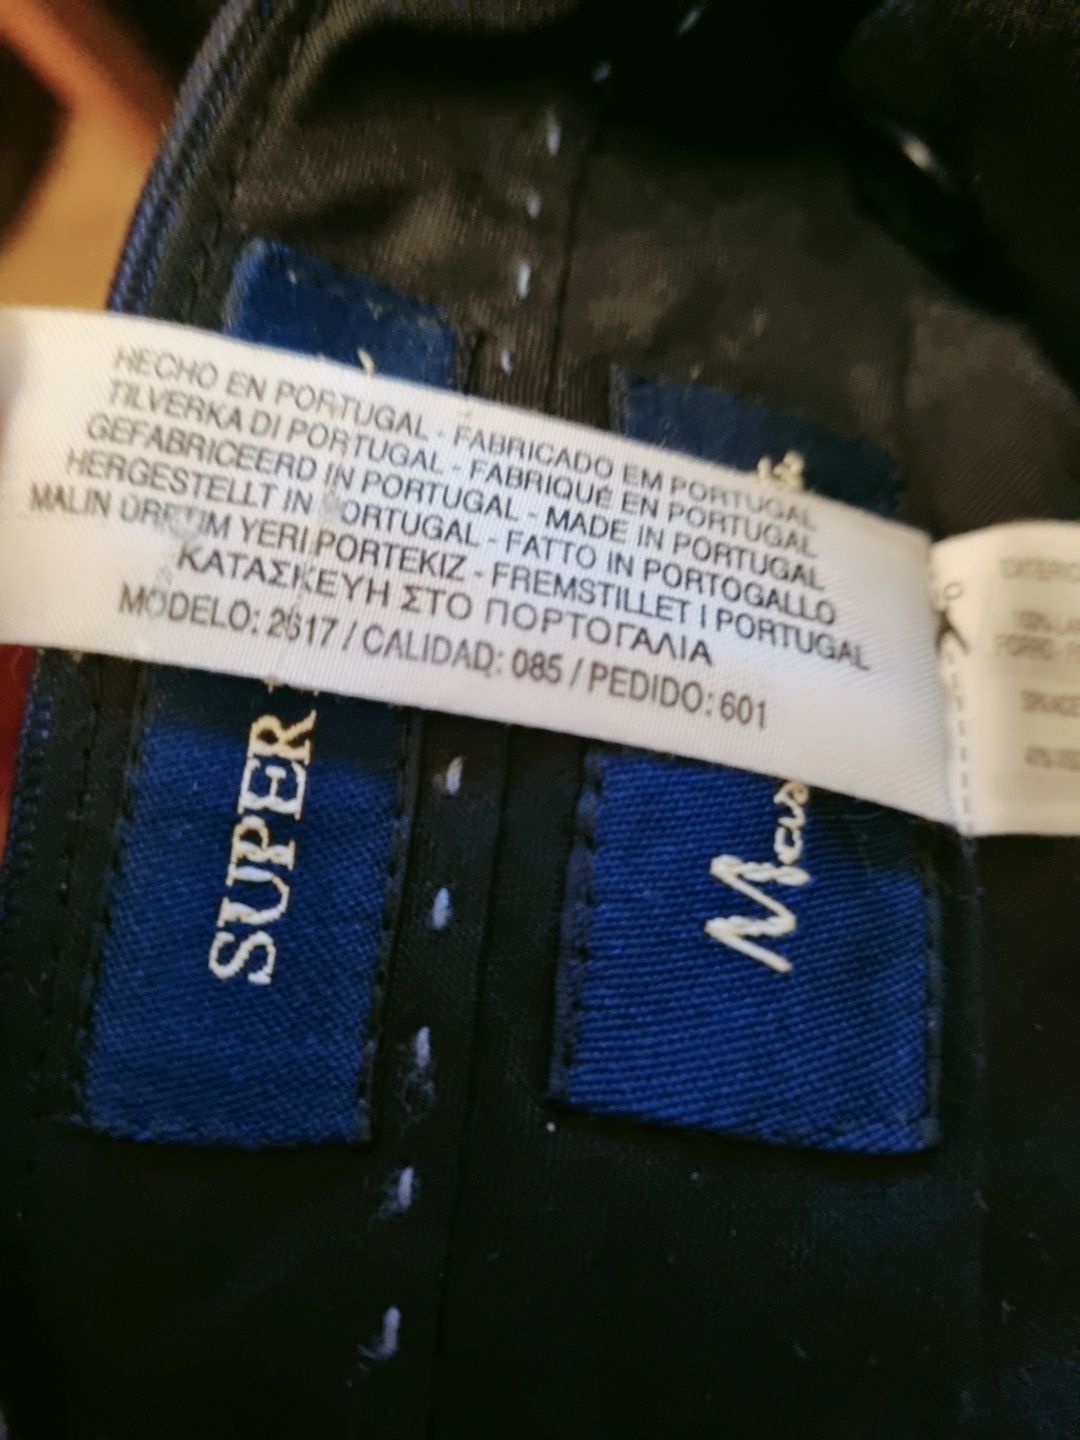 HECHO EN PORTUGAL - FABRICADO EM PORTUGAL
TILVERKA DI PORTUGAL - FABRIQUÉ EN PORTUGAL
GEFABRICEERD IN PORTUGAL - MADE IN PORTUGAL
HERGESTELLT IN PORTUGAL - FATTO IN PORTOGALLO
MALIN ÜRETIM YERI PORTEKIZ - FREMSTILLET I PORTUGAL
ΚΑΤΑΣΚΕΥΗ ΣΤΟ ΠΟΡΤΟΓΑΛΙΑ
MODELO: 2617 / CALIDAD: 085 / PEDIDO: 601
SUPER